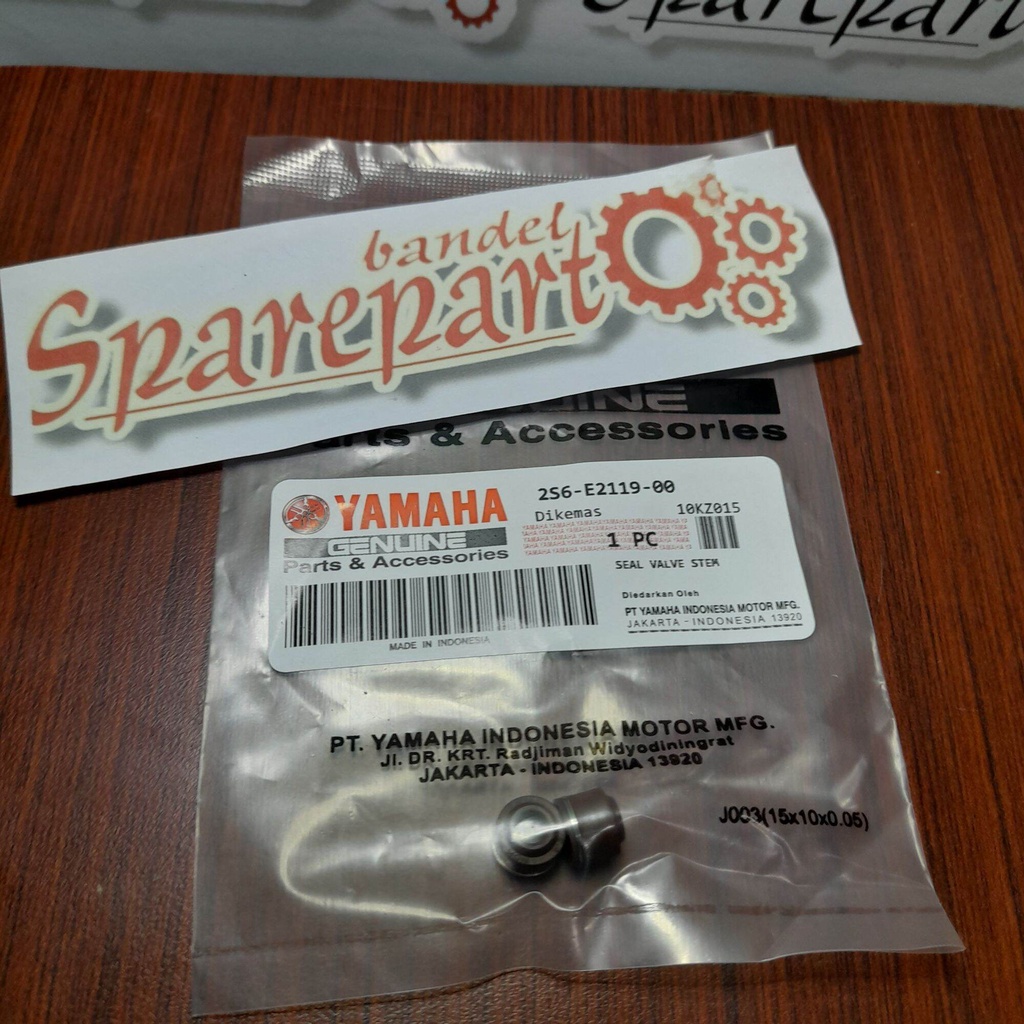 Sparepart
bandel
Sparepart
GENUINE
Parts & Accessories
YAMAHA
GENUINE
Parts & Accessories
MADE IN INDONESIA
2S6-E2119-00
Dikemas 10KZ015
1 PC
SEAL VALVE STEM
Diedarkan Oleh
PT YAMAHA INDONESIA MOTOR MFG.
JAKARTA - INDONESIA 13920
PT. YAMAHA INDONESIA MOTOR MFG.
Jl. DR. KRT. Radjiman Widyodiningrat
JAKARTA - INDONESIA 13920
J003(15x10x0.05)